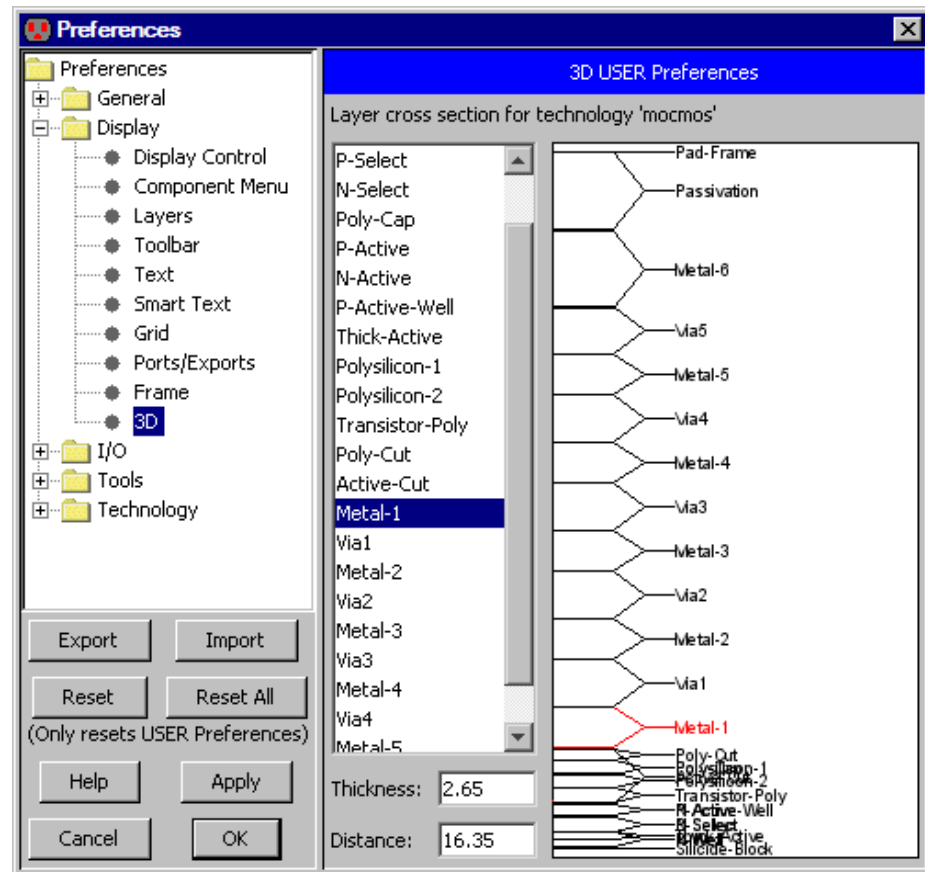 Preferences
Preferences
General
Display
Display Control
Component Menu
Layers
Toolbar
Text
Smart Text
Grid
Ports/Exports
Frame
3D
I/O
Tools
Technology
Export
Import
Reset
Reset All
(Only resets USER Preferences)
Help
Apply
Cancel
OK
3D USER Preferences
Layer cross section for technology 'mocmos'
P-Select
N-Select
Poly-Cap
P-Active
N-Active
P-Active-Well
Thick-Active
Polysilicon-1
Polysilicon-2
Transistor-Poly
Poly-Cut
Active-Cut
Metal-1
Via1
Metal-2
Via2
Metal-3
Via3
Metal-4
Via4
Metal-5
Thickness: 2.65
Distance: 16.35
Pad-Frame
Passivation
Metal-6
Via5
Metal-5
Via4
Metal-4
Via3
Metal-3
Via2
Metal-2
Via1
Metal-1
Poly-Cut
Transistor-Poly
Silicide-Block